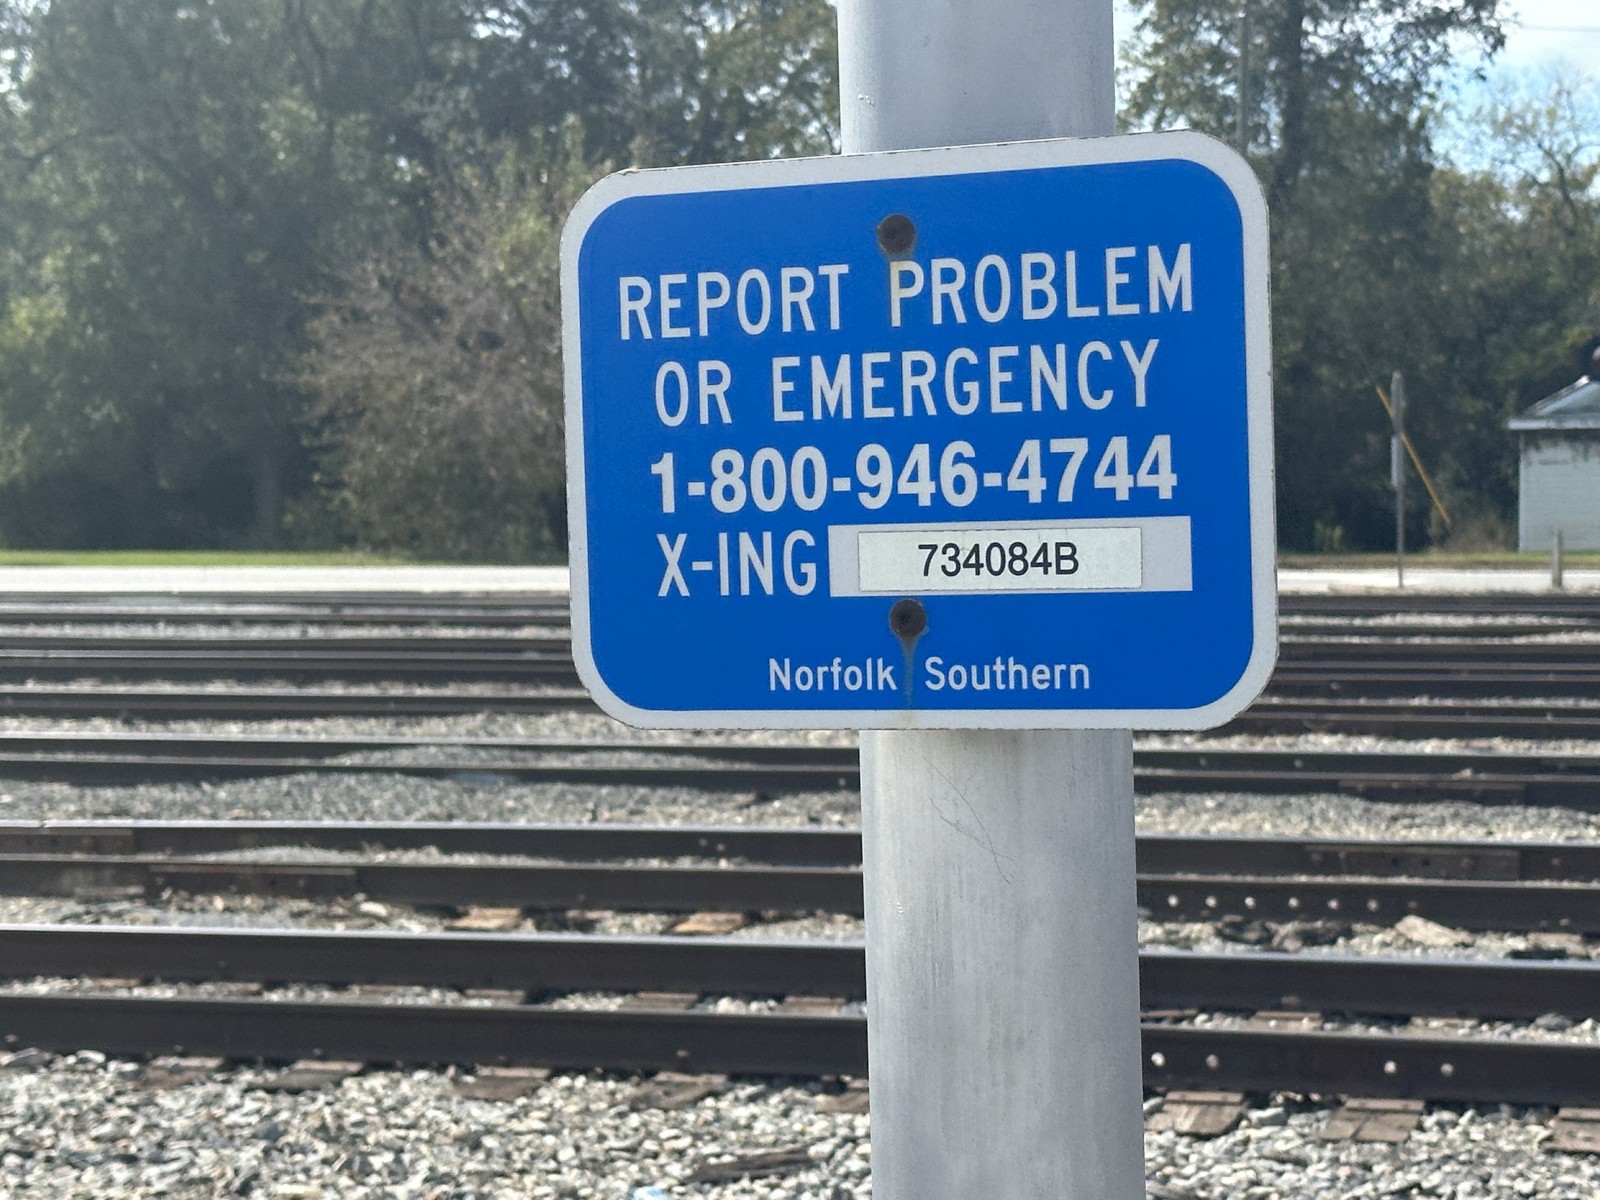 REPORT PROBLEM
OR EMERGENCY
1-800-946-4744
X-ING 734084B
Norfolk Southern